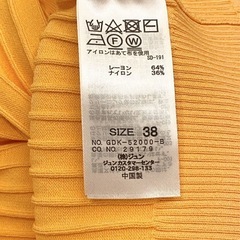 アイロンはあて布を使用
SD-191
レーヨン 64%
ナイロン 36%
SIZE 38
NO. GDK-52000-B
CO.NO. 29179
(株)ジュン
ジュンカスタマーセンター
0120-298-133
中国製